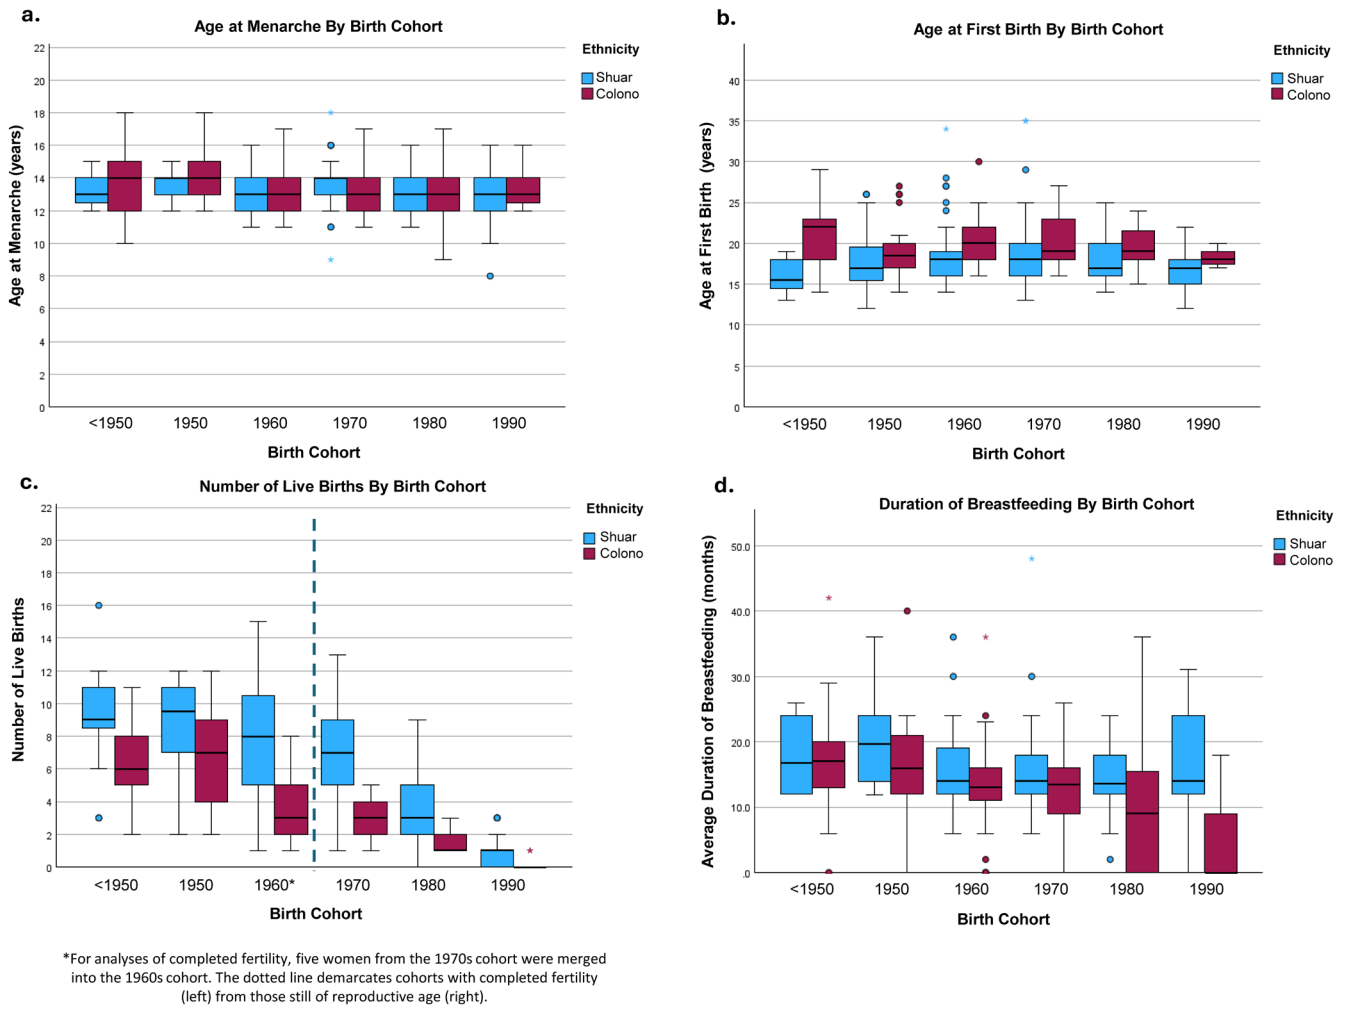 a.
Age at Menarche By Birth Cohort
Ethnicity
Shuar
Colono
Age at Menarche (years)
22
20
18
16
14
12
10
8
6
4
2
0
<1950 1950 1960 1970 1980 1990
Birth Cohort
b.
Age at First Birth By Birth Cohort
Ethnicity
Shuar
Colono
Age at First Birth (years)
40
35
30
25
20
15
10
5
0
<1950 1950 1960 1970 1980 1990
Birth Cohort
c.
Number of Live Births By Birth Cohort
Ethnicity
Shuar
Colono
Number of Live Births
22
20
18
16
14
12
10
8
6
4
2
0
<1950 1950 1960* 1970 1980 1990
Birth Cohort
d.
Duration of Breastfeeding By Birth Cohort
Ethnicity
Shuar
Colono
Average Duration of Breastfeeding (months)
50.0
40.0
30.0
20.0
10.0
.0
<1950 1950 1960 1970 1980 1990
Birth Cohort
*For analyses of completed fertility, five women from the 1970s cohort were merged
into the 1960s cohort. The dotted line demarcates cohorts with completed fertility
(left) from those still of reproductive age (right).